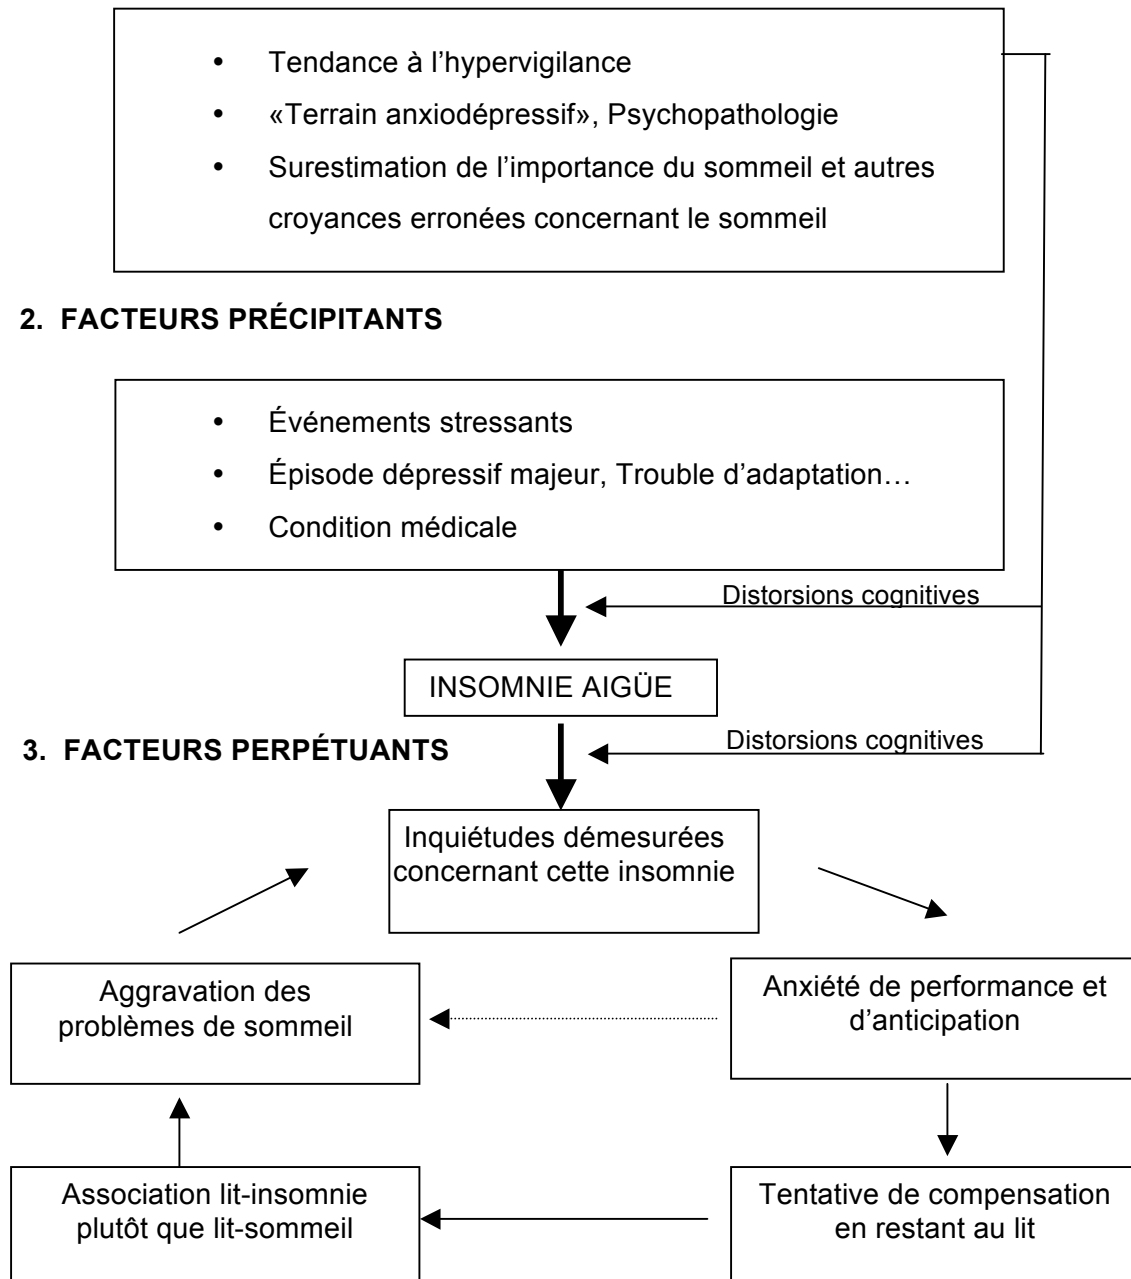 • Tendance à l’hypervigilance
• «Terrain anxiodépressif», Psychopathologie
• Surestimation de l’importance du sommeil et autres
croyances erronées concernant le sommeil
2. FACTEURS PRÉCIPITANTS
• Événements stressants
• Épisode dépressif majeur, Trouble d’adaptation…
• Condition médicale
Distorsions cognitives
INSOMNIE AIGÜE
3. FACTEURS PERPÉTUANTS
Distorsions cognitives
Inquiétudes démesurées
concernant cette insomnie
Aggravation des
problèmes de sommeil
Anxiété de performance et
d’anticipation
Association lit-insomnie
plutôt que lit-sommeil
Tentative de compensation
en restant au lit